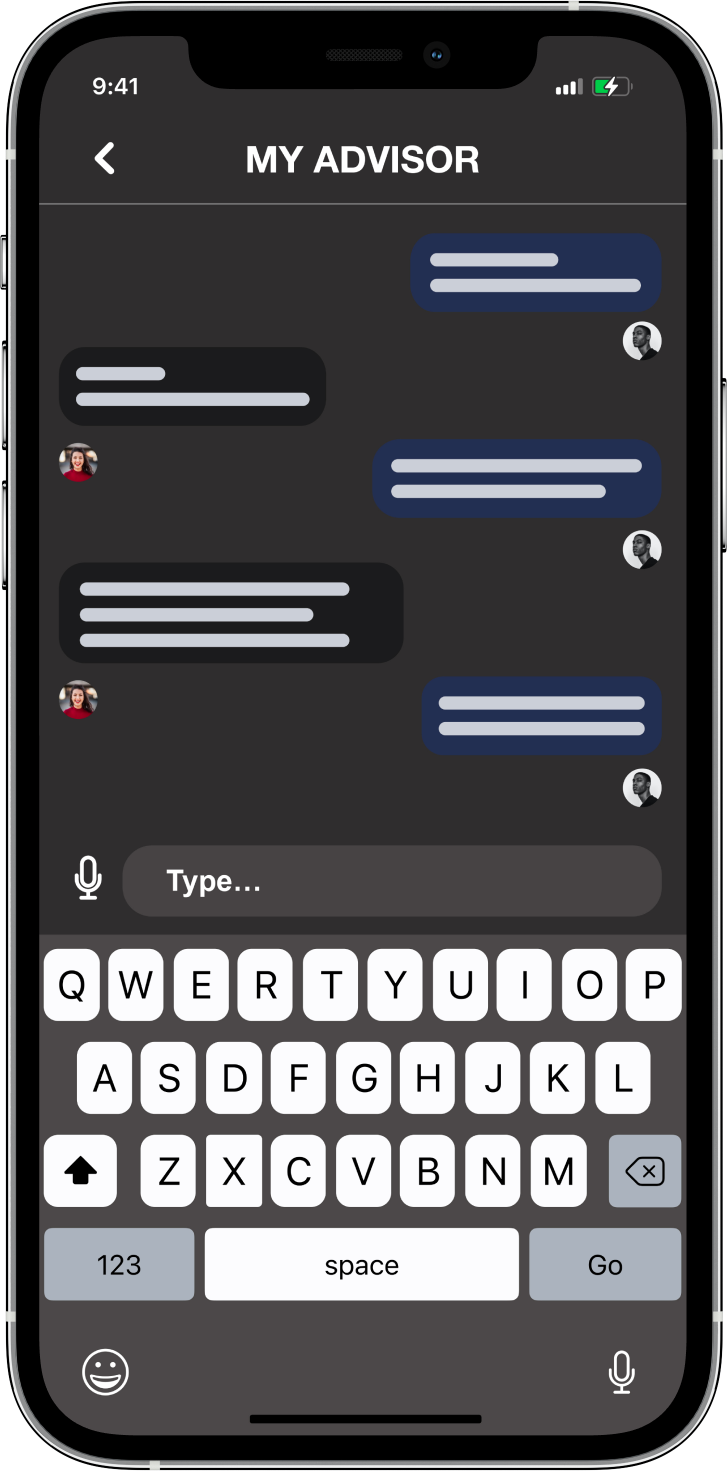 9:41
MY ADVISOR
Type...
Q W E R T Y U I O P
A S D F G H J K L
Z X C V B N M
123 space Go